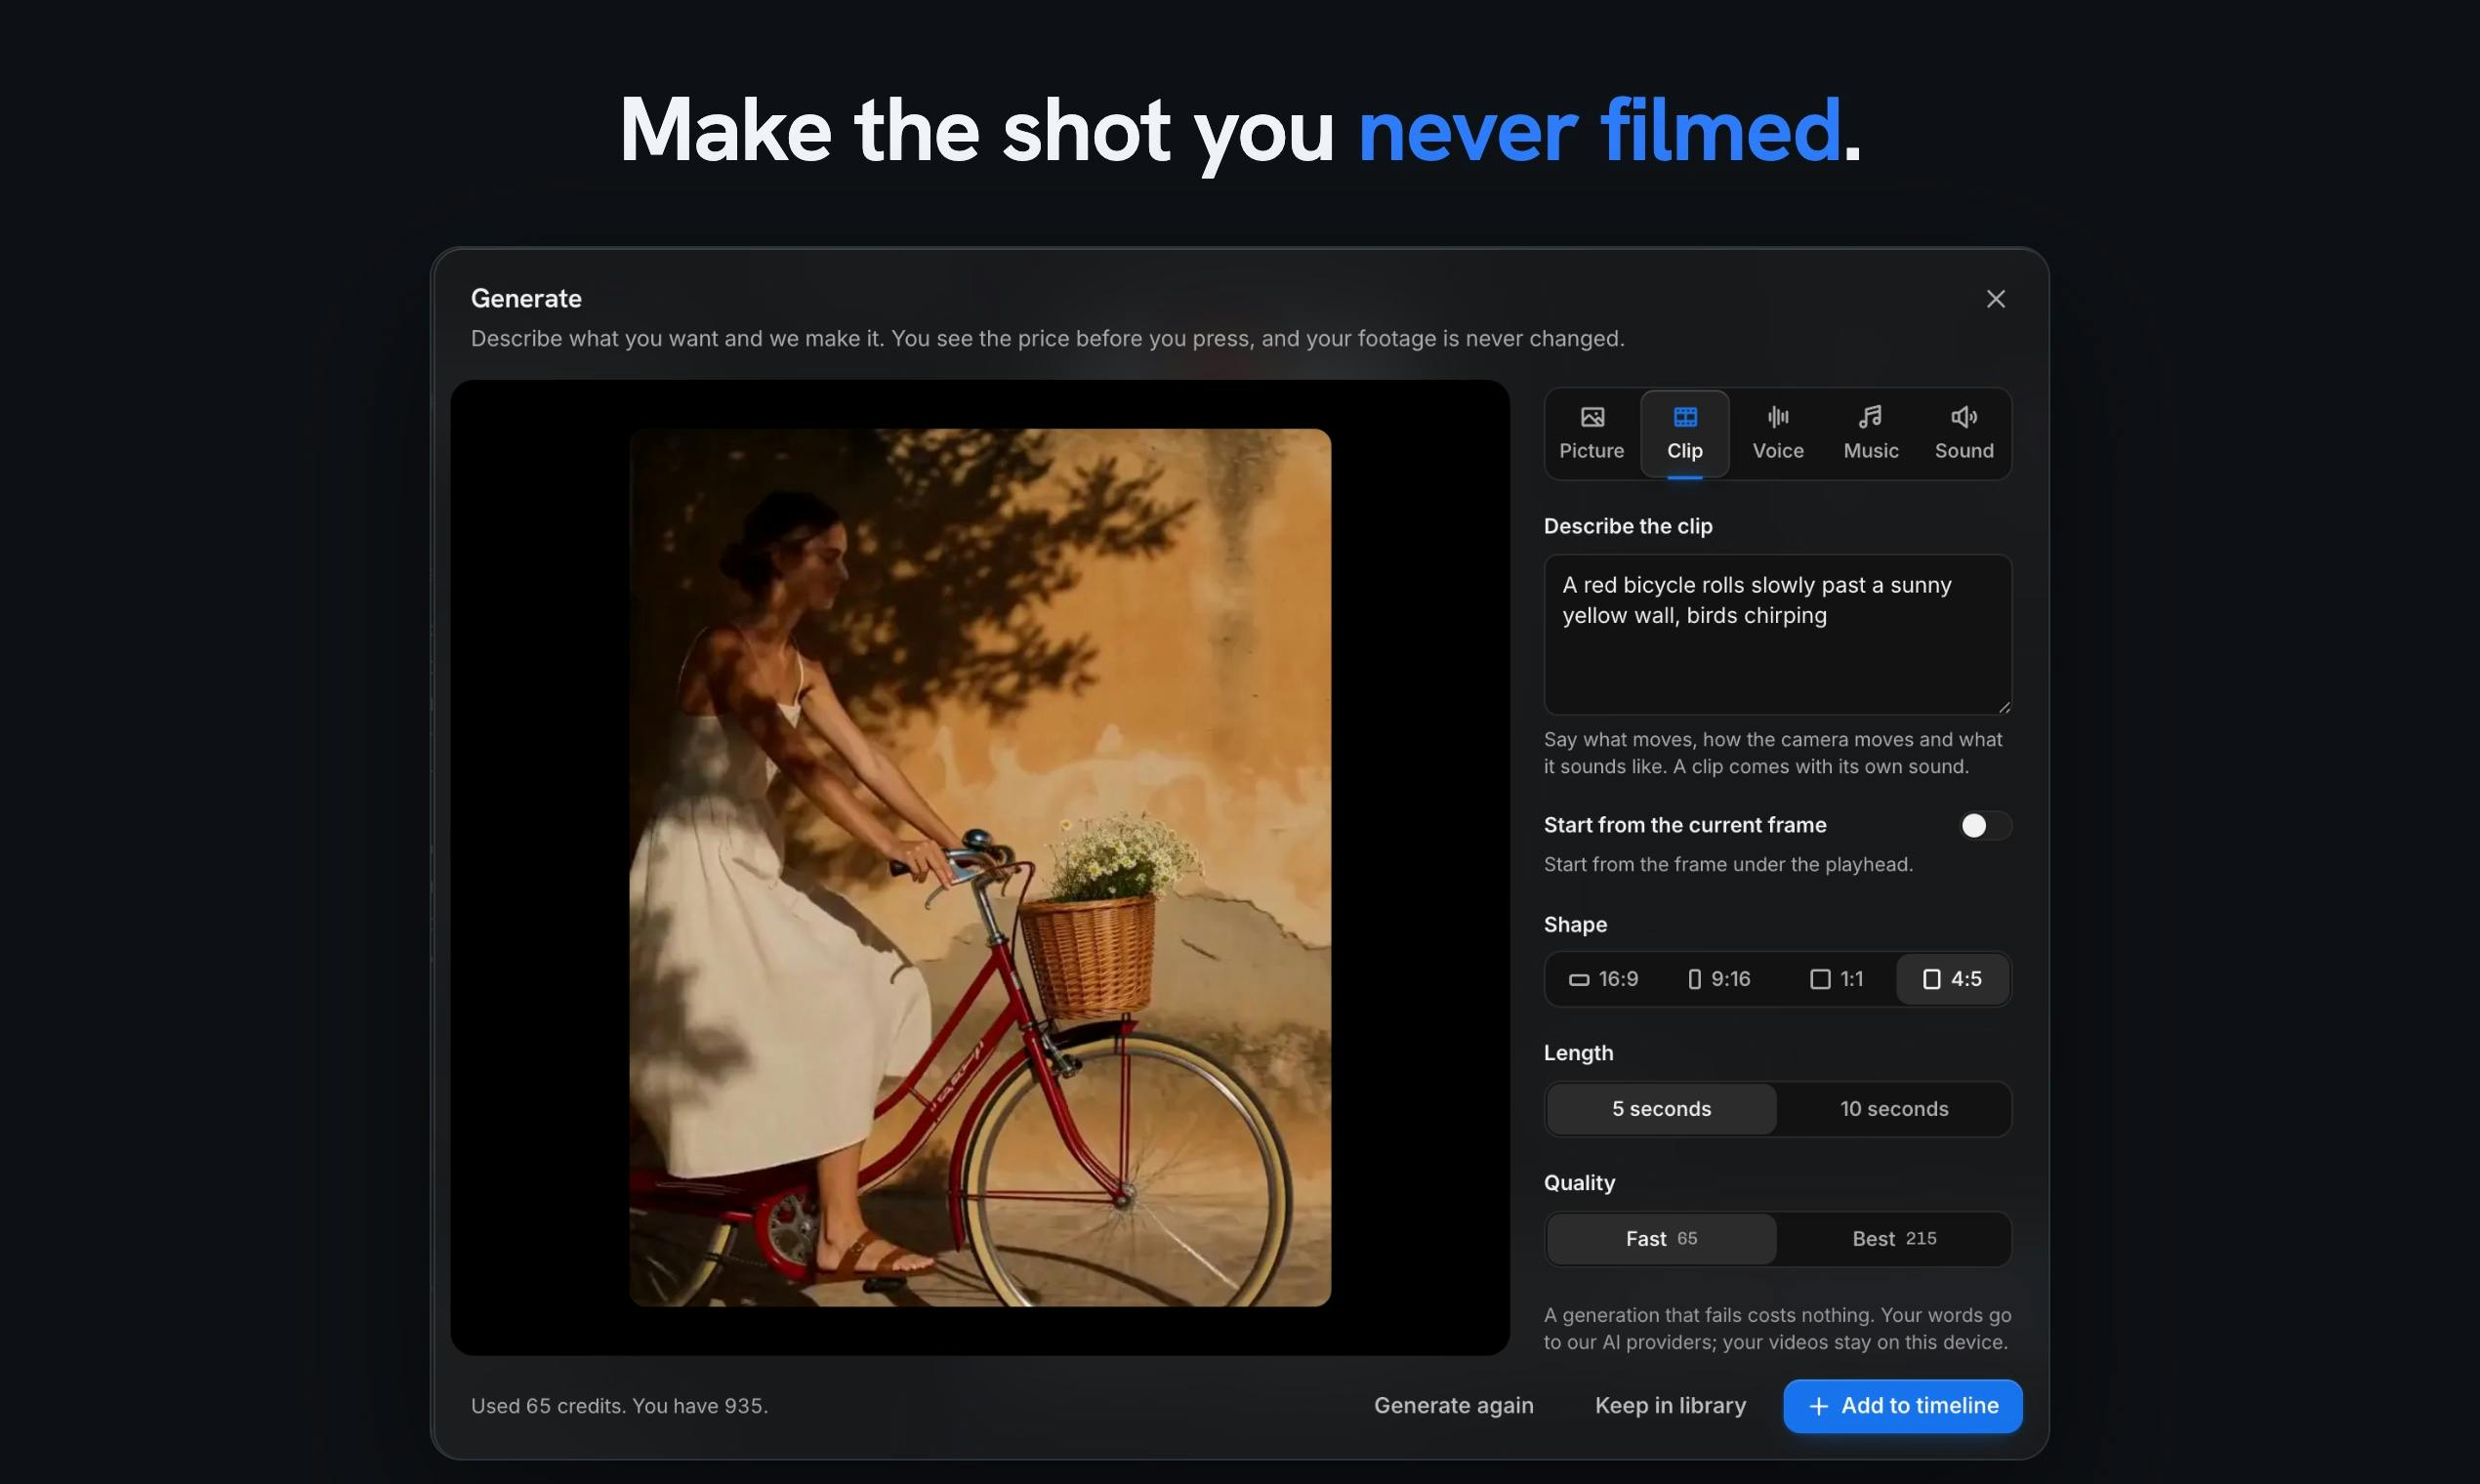 Make the shot you never filmed.
Generate
Describe what you want and we make it. You see the price before you press, and your footage is never changed.
Picture
Clip
Voice
Music
Sound
Describe the clip
A red bicycle rolls slowly past a sunny
yellow wall, birds chirping
Say what moves, how the camera moves and what
it sounds like. A clip comes with its own sound.
Start from the current frame
Start from the frame under the playhead.
Shape
16:9
9:16
1:1
4:5
Length
5 seconds
10 seconds
Quality
Fast 65
Best 215
A generation that fails costs nothing. Your words go
to our AI providers; your videos stay on this device.
Used 65 credits. You have 935.
Generate again
Keep in library
Add to timeline